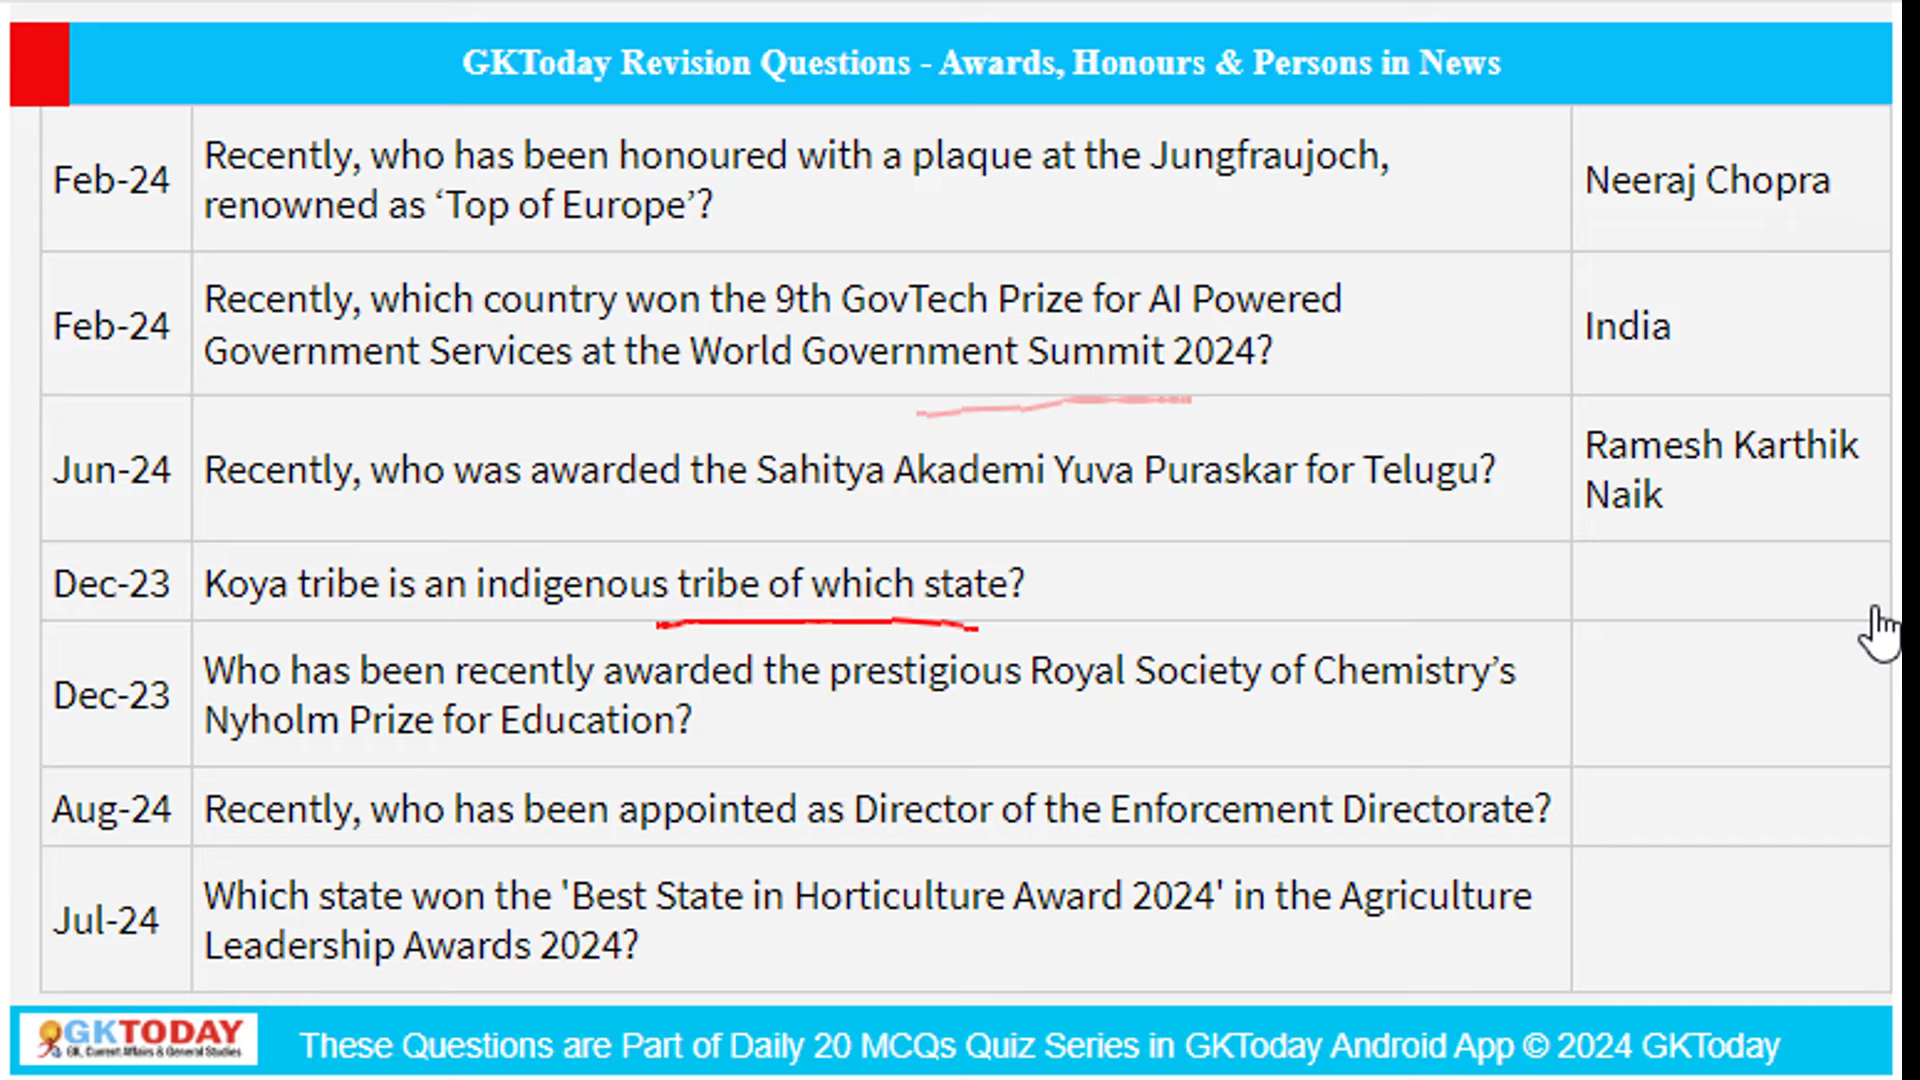 GKToday Revision Questions - Awards, Honours & Persons in News
Feb-24
Recently, who has been honoured with a plaque at the Jungfraujoch,
renowned as ‘Top of Europe’?
Neeraj Chopra
Feb-24
Recently, which country won the 9th GovTech Prize for AI Powered
Government Services at the World Government Summit 2024?
India
Jun-24
Recently, who was awarded the Sahitya Akademi Yuva Puraskar for Telugu?
Ramesh Karthik
Naik
Dec-23
Koya tribe is an indigenous tribe of which state?
Dec-23
Who has been recently awarded the prestigious Royal Society of Chemistry’s
Nyholm Prize for Education?
Aug-24
Recently, who has been appointed as Director of the Enforcement Directorate?
Jul-24
Which state won the 'Best State in Horticulture Award 2024' in the Agriculture
Leadership Awards 2024?
GKTODAY
GK, Current Affairs & General Studies
These Questions are Part of Daily 20 MCQs Quiz Series in GKToday Android App © 2024 GKToday